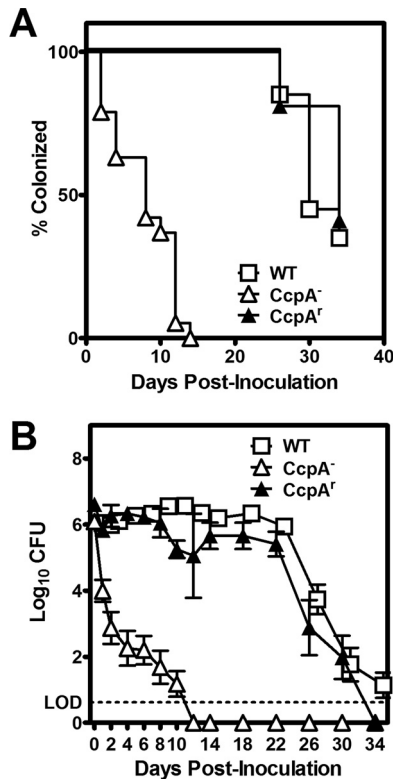 A
% Colonized
100
50
0
0 10 20 30 40
WT
CcpA⁻
CcpAʳ
Days Post-Inoculation
B
Log₁₀ CFU
8
6
4
2
0
LOD
WT
CcpA⁻
CcpAʳ
0 2 4 6 8 10 14 18 22 26 30 34
Days Post-Inoculation